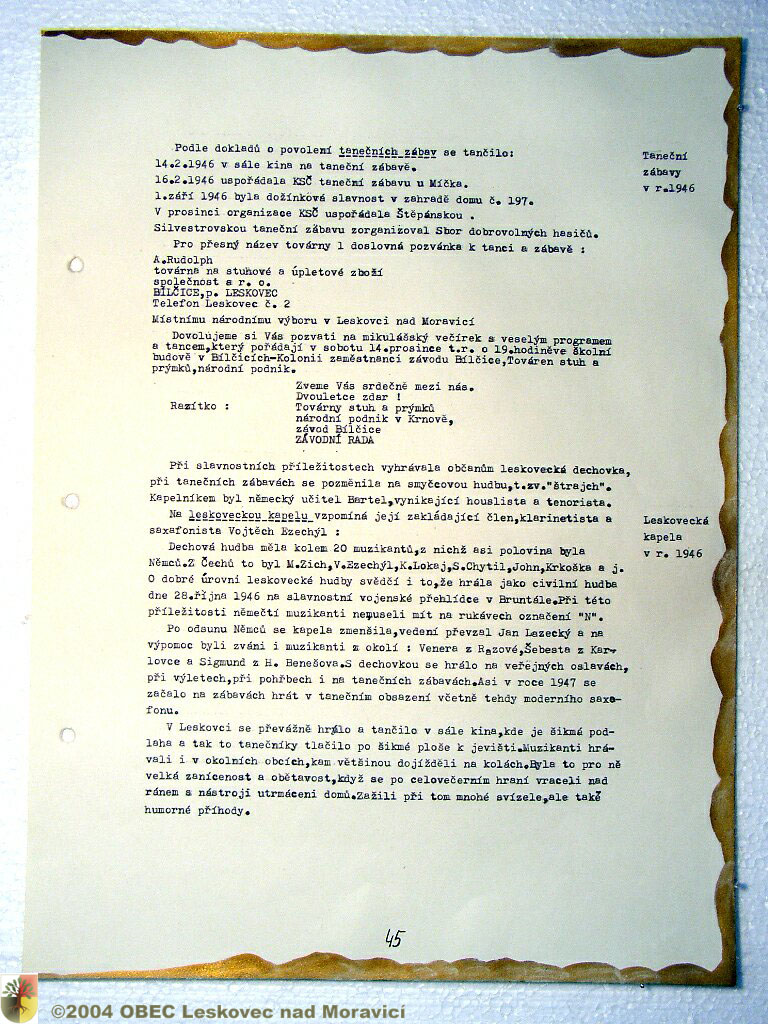 Podle dokladů o povolení tanečních zábav se tančilo:
14.2.1946 v sále kina na taneční zábavě.
16.2.1946 uspořádala KSČ taneční zábavu u Míčka.
1.září 1946 byla dožínková slavnost v zahradě domu č. 197.
V prosinci organizace KSČ uspořádala Štěpánskou .
Silvestrovskou taneční zábavu zorganizoval Sbor dobrovolných hasičů.
Taneční
zábavy
v r.1946
Pro přesný název továrny i doslovná pozvánka k tanci a zábavě :
A.Rudolph
továrna na stuhové a úpletové zboží
společnost s r. o.
BÍLČICE,p. LESKOVEC
Telefon Leskovec č. 2
Místnímu národnímu výboru v Leskovci nad Moravicí
Dovolujeme si Vás pozvati na mikulášský večírek s veselým programem
a tancem,který pořádají v sobotu 14.prosince t.r. o 19.hodiněve školní
budově v Bílčicích-Kolonii zaměstnanci závodu Bílčice,Továren stuh a
prýmků,národní podnik.
Zveme Vás srdečně mezi nás.
Dvouletce zdar !
Razítko : Továrny stuh a prýmků
národní podnik v Krnově,
závod Bílčice
ZÁVODNÍ RADA
Při slavnostních příležitostech vyhrávala občanům leskovecká dechovka,
při tanečních zábavách se pozměnila na smyčcovou hudbu,t.zv."štrajch".
Kapelníkem byl německý učitel Bartel,vynikající houslista a tenorista.
Na leskoveckou kapelu vzpomíná její zakládající člen,klarinetista a
saxafonista Vojtěch Ezechýl :
Leskovecká
kapela
v r. 1946
Dechová hudba měla kolem 20 muzikantů,z nichž asi polovina byla
Němců.Z Čechů to byl M.Zich,V.Ezechýl,K.Lokaj,S.Chytil,John,Krkoška a j.
O dobré úrovni leskovecké hudby svědčí i to,že hrála jako civilní hudba
dne 28.října 1946 na slavnostní vojenské přehlídce v Bruntále.Při této
příležitosti němečtí muzikanti nemuseli mít na rukávech označení "N".
Po odsunu Němců se kapela zmenšila,vedení převzal Jan Lazecký a na
výpomoc byli zváni i muzikanti z okolí : Venera z Razové,Šebesta z Kar-
lovce a Sigmund z H. Benešova.S dechovkou se hrálo na veřejných oslavách,
při výletech,při pohřbech i na tanečních zábavách.Asi v roce 1947 se
začalo na zábavách hrát v tanečním obsazení včetně tehdy moderního saxa-
fonu.
V Leskovci se převážně hrálo a tančilo v sále kina,kde je šikmé pod-
laha a tak to tanečníky tlačilo po šikmé ploše k jevišti.Muzikanti hrá-
vali i v okolních obcích,kam většinou dojížděli na kolách.Byla to pro ně
velká zanícenost a obětavost,když se po celovečerním hraní vraceli nad
ránem s nástroji utrmáceni domů.Zažili při tom mnohé svízele,ale také
humorné příhody.
45
©2004 OBEC Leskovec nad Moravicí